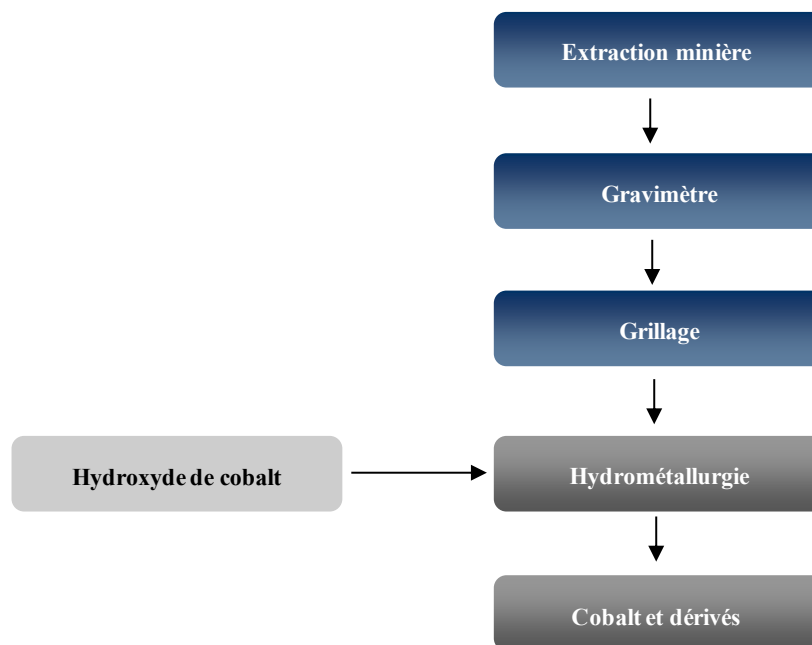 Extraction minière
Gravimètre
Grillage
Hydroxyde de cobalt
Hydrométallurgie
Cobalt et dérivés